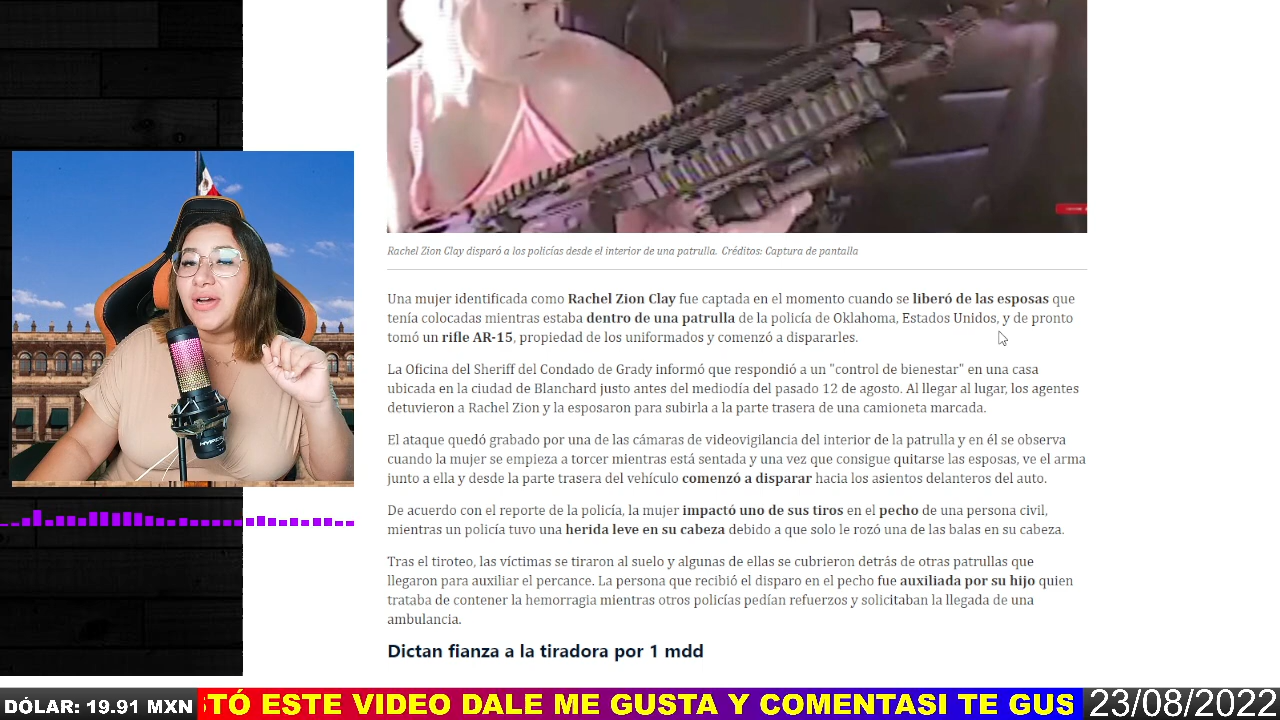 Rachel Zion Clay disparó a los policías desde el interior de una patrulla. Créditos: Captura de pantalla
Una mujer identificada como Rachel Zion Clay fue captada en el momento cuando se liberó de las esposas que
tenía colocadas mientras estaba dentro de una patrulla de la policía de Oklahoma, Estados Unidos, y de pronto
tomó un rifle AR-15, propiedad de los uniformados y comenzó a dispararles.
La Oficina del Sheriff del Condado de Grady informó que respondió a un "control de bienestar" en una casa
ubicada en la ciudad de Blanchard justo antes del mediodía del pasado 12 de agosto. Al llegar al lugar, los agentes
detuvieron a Rachel Zion y la esposaron para subirla a la parte trasera de una camioneta marcada.
El ataque quedó grabado por una de las cámaras de videovigilancia del interior de la patrulla y en él se observa
cuando la mujer se empieza a torcer mientras está sentada y una vez que consigue quitarse las esposas, ve el arma
junto a ella y desde la parte trasera del vehículo comenzó a disparar hacia los asientos delanteros del auto.
De acuerdo con el reporte de la policía, la mujer impactó uno de sus tiros en el pecho de una persona civil,
mientras un policía tuvo una herida leve en su cabeza debido a que solo le rozó una de las balas en su cabeza.
Tras el tiroteo, las víctimas se tiraron al suelo y algunas de ellas se cubrieron detrás de otras patrullas que
llegaron para auxiliar el percance. La persona que recibió el disparo en el pecho fue auxiliada por su hijo quien
trataba de contener la hemorragia mientras otros policías pedían refuerzos y solicitaban la llegada de una
ambulancia.
Dictan fianza a la tiradora por 1 mdd
HYPERX
DÓLAR: 19.91 MXN STÓ ESTE VIDEO DALE ME GUSTA Y COMENTASI TE GUS 23/08/2022